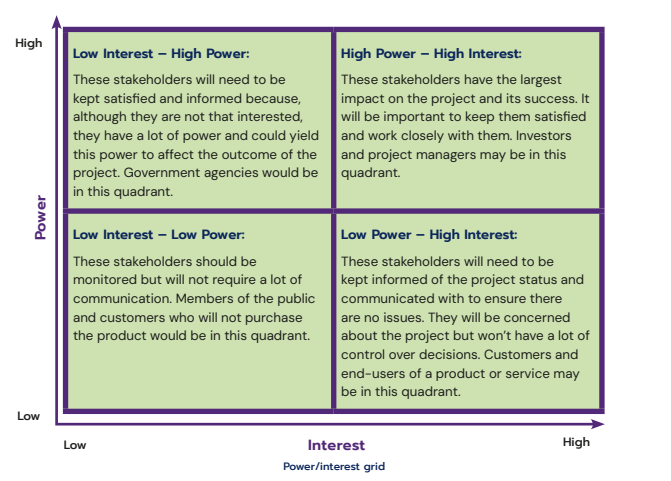 High
Low Interest – High Power:
These stakeholders will need to be
kept satisfied and informed because,
although they are not that interested,
they have a lot of power and could yield
this power to affect the outcome of the
project. Government agencies would be
in this quadrant.
High Power – High Interest:
These stakeholders have the largest
impact on the project and its success. It
will be important to keep them satisfied
and work closely with them. Investors
and project managers may be in this
quadrant.
Power
Low Interest – Low Power:
These stakeholders should be
monitored but will not require a lot of
communication. Members of the public
and customers who will not purchase
the product would be in this quadrant.
Low Power – High Interest:
These stakeholders will need to be
kept informed of the project status and
communicated with to ensure there
are no issues. They will be concerned
about the project but won’t have a lot of
control over decisions. Customers and
end-users of a product or service may
be in this quadrant.
Low
Low
Interest
High
Power/interest grid